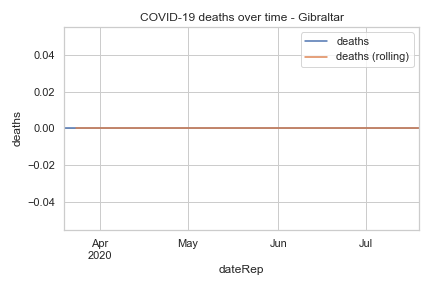 COVID-19 deaths over time - Gibraltar
deaths
deaths (rolling)
0.04
0.02
0.00
−0.02
−0.04
deaths
Apr
2020
May
Jun
Jul
dateRep